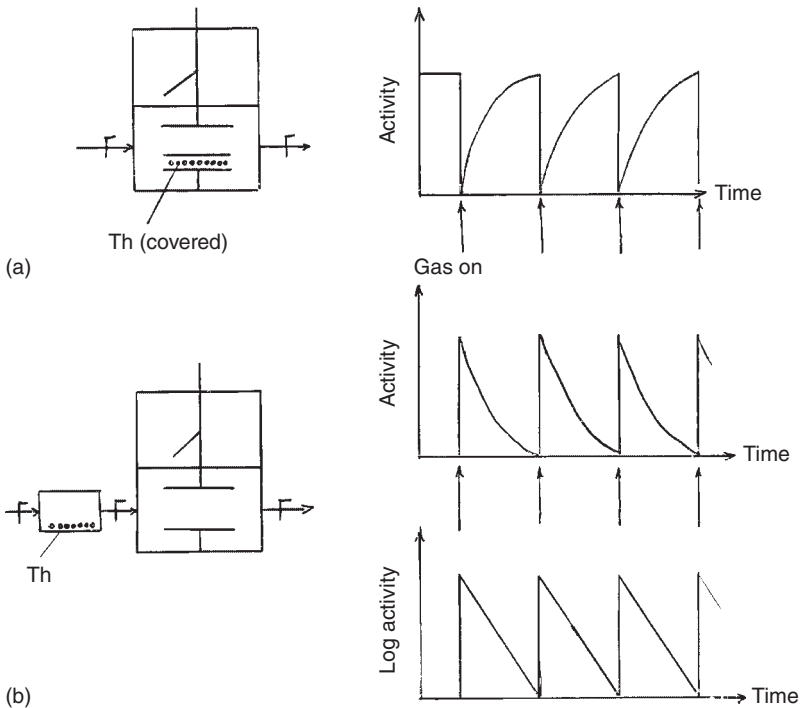 Activity
Time
Th (covered)
(a)
Gas on
Activity
Time
Th
Log activity
Time
(b)